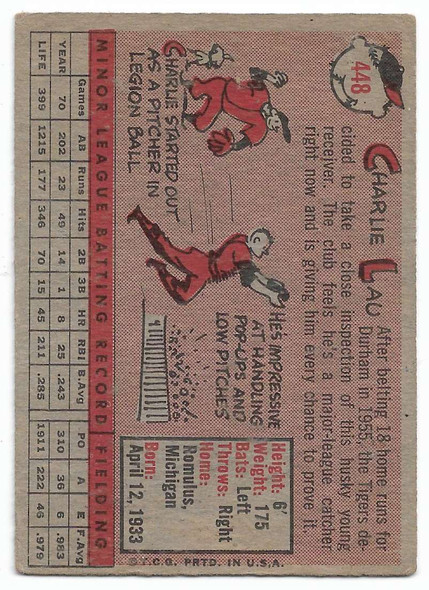 448
CHARLIE LAU
After belting 18 home runs for
Durham in 1955, the Tigers de-
cided to take a close inspection of this husky young
receiver. The club feels he's a major-league catcher
right now and is giving him every chance to prove it.
CHARLIE STARTED OUT
AS A PITCHER IN
LEGION BALL
HE'S IMPRESSIVE
AT HANDLING
POP-UPS AND
LOW PITCHES
Height: 6'
Weight: 175
Bats: Left
Throws: Right
Home:
Romulus,
Michigan
Born:
April 12, 1933
©T.C.G. PRTD. IN U.S.A.
MINOR LEAGUE BATTING RECORD FIELDING
Games AB Runs Hits 2B 3B HR RBI B.Avg PO A E F.Avg
YEAR 70 202 23 49 14 1 8 25 .243 310 36 6 .983
LIFE 399 1215 177 346 70 15 45 211 .285 1911 222 46 .979